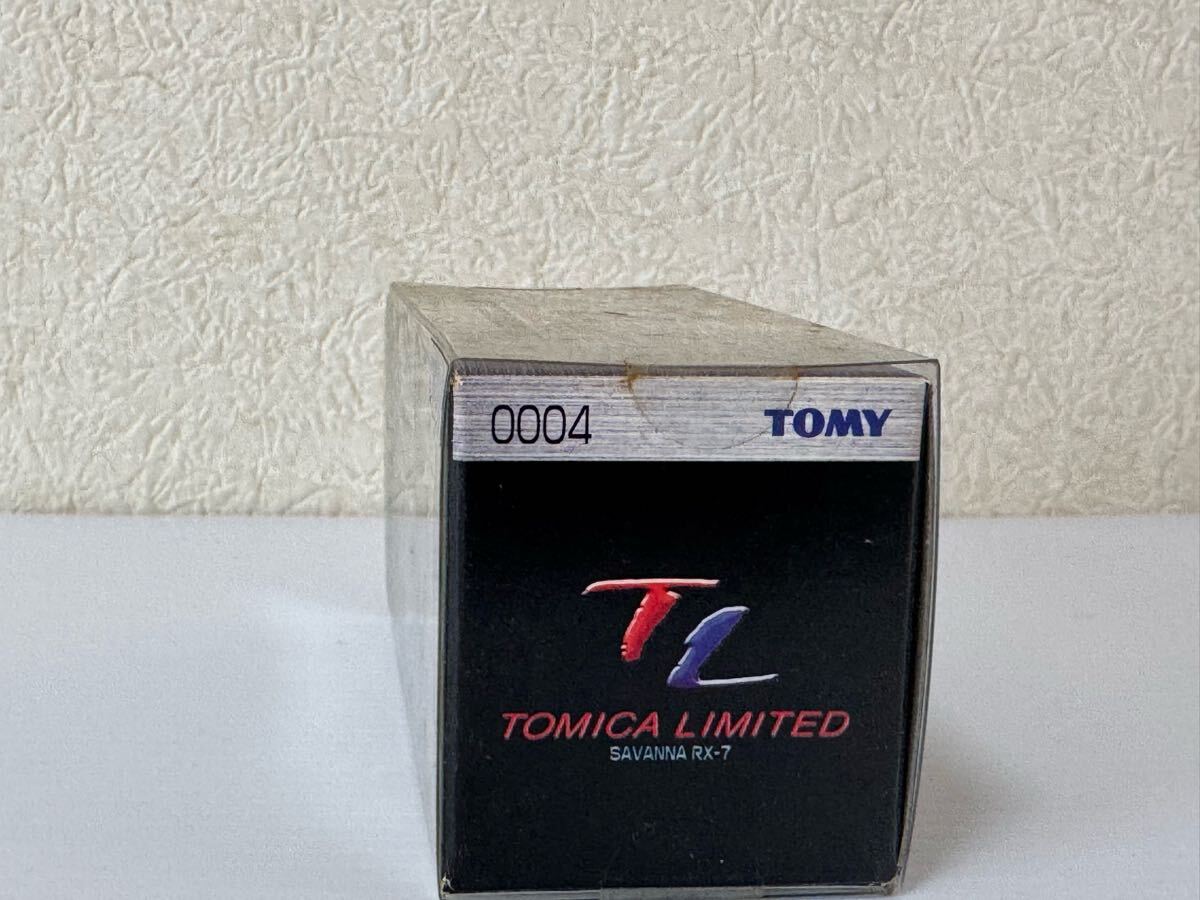 0004 TOMY
TL
TOMICA LIMITED
SAVANNA RX-7